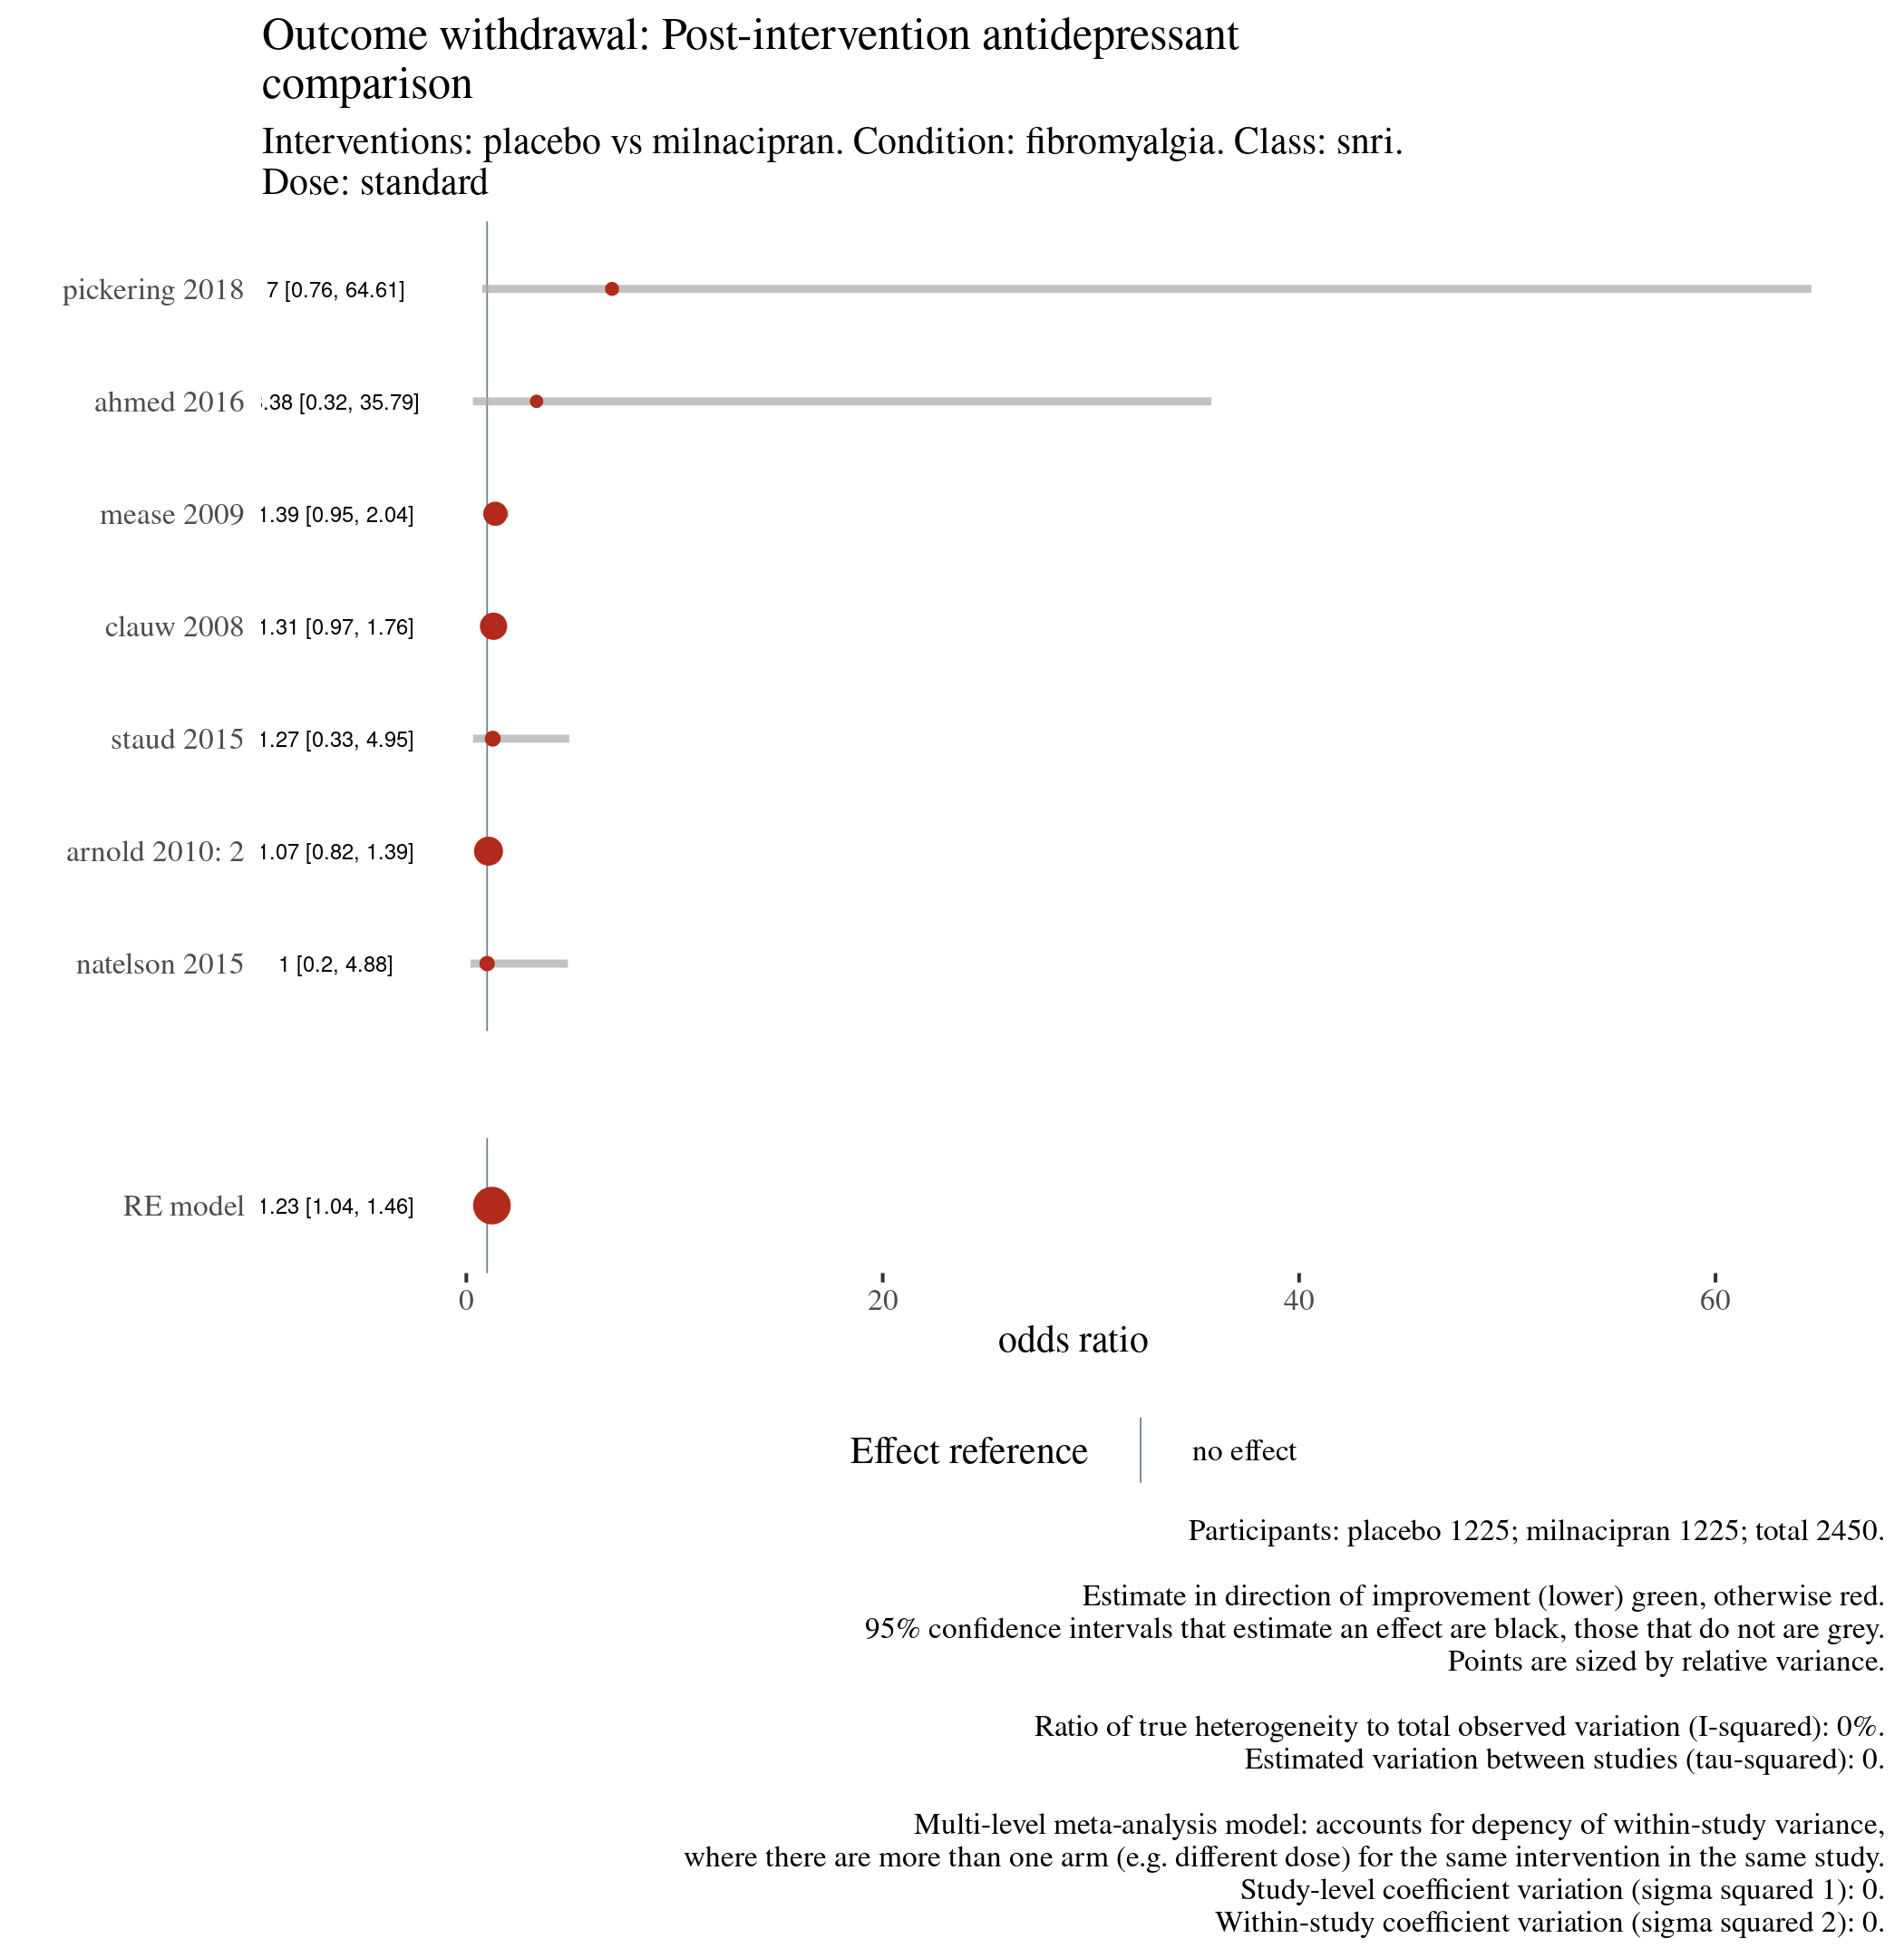 Outcome withdrawal: Post-intervention antidepressant
comparison
Interventions: placebo vs milnacipran. Condition: fibromyalgia. Class: snri.
Dose: standard
pickering 2018 7 [0.76, 64.61]
ahmed 2016 .38 [0.32, 35.79]
mease 2009 1.39 [0.95, 2.04]
clauw 2008 1.31 [0.97, 1.76]
staud 2015 1.27 [0.33, 4.95]
arnold 2010: 2 1.07 [0.82, 1.39]
natelson 2015 1 [0.2, 4.88]
RE model 1.23 [1.04, 1.46]
0 20 40 60
odds ratio
Effect reference no effect
Participants: placebo 1225; milnacipran 1225; total 2450.
Estimate in direction of improvement (lower) green, otherwise red.
95% confidence intervals that estimate an effect are black, those that do not are grey.
Points are sized by relative variance.
Ratio of true heterogeneity to total observed variation (I-squared): 0%.
Estimated variation between studies (tau-squared): 0.
Multi-level meta-analysis model: accounts for depency of within-study variance,
where there are more than one arm (e.g. different dose) for the same intervention in the same study.
Study-level coefficient variation (sigma squared 1): 0.
Within-study coefficient variation (sigma squared 2): 0.